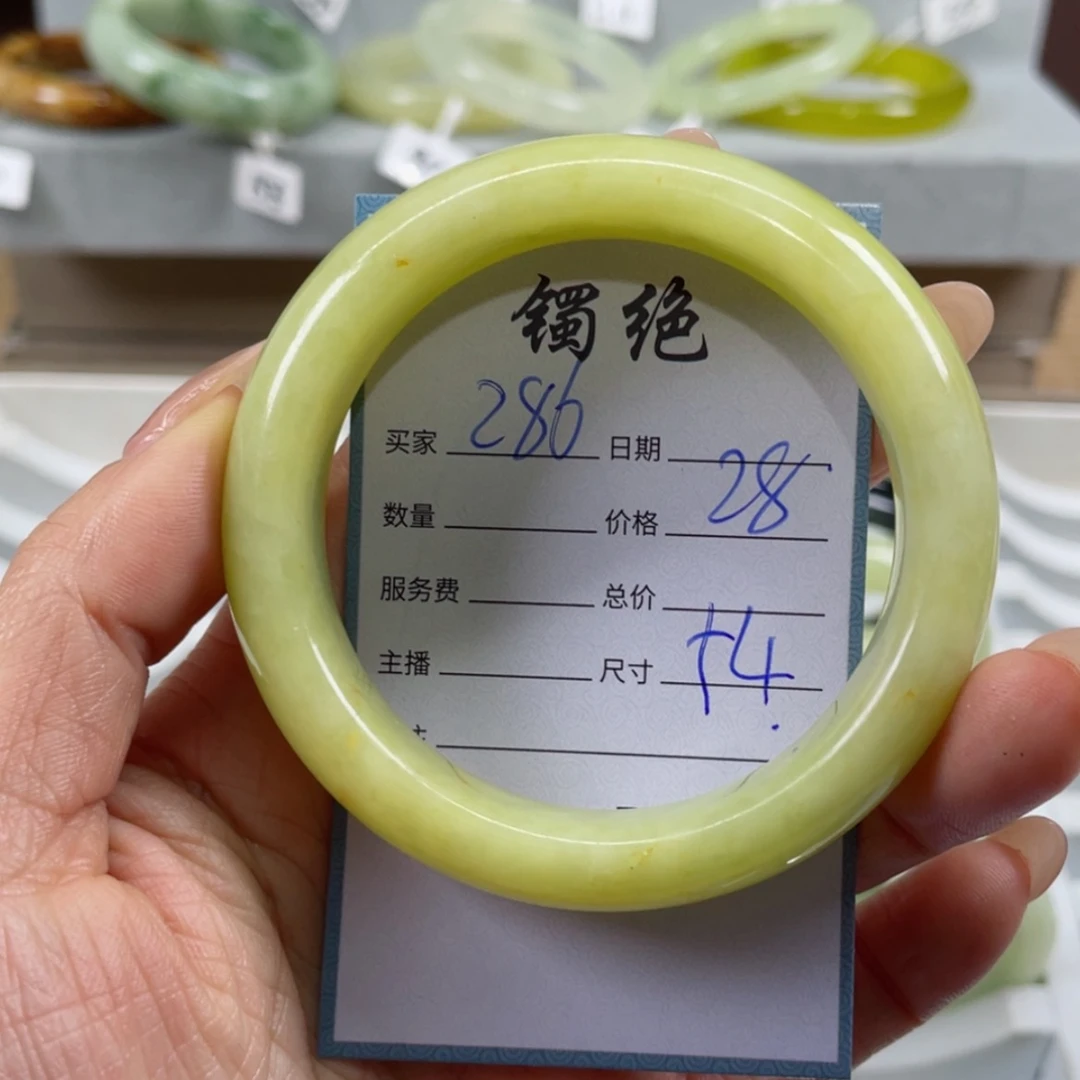 镯绝
买家 286 日期
数量 价格 28
服务费 总价
主播 尺寸 54.